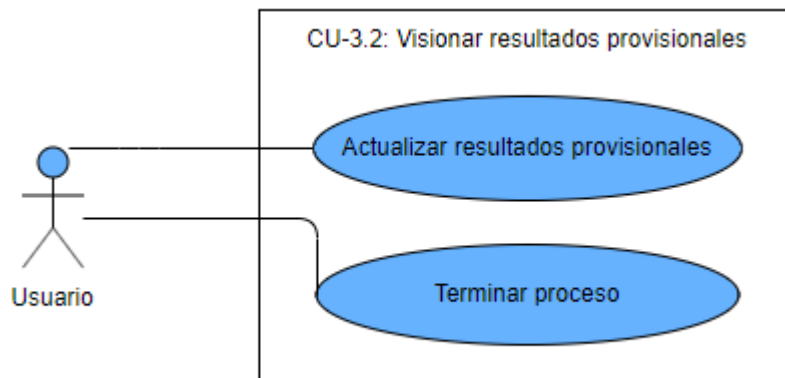 CU-3.2: Visionar resultados provisionales
Actualizar resultados provisionales
Usuario
Terminar proceso